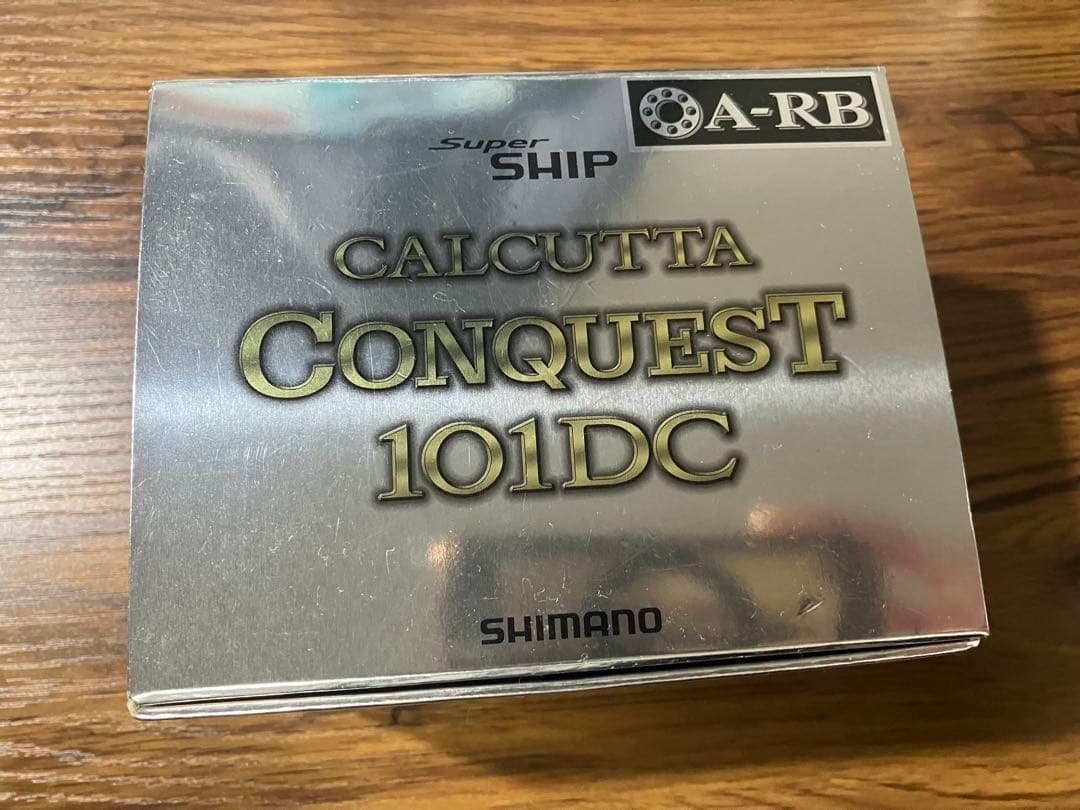 A-RB
Super
SHIP
CALCUTTA
CONQUEST
101DC
SHIMANO